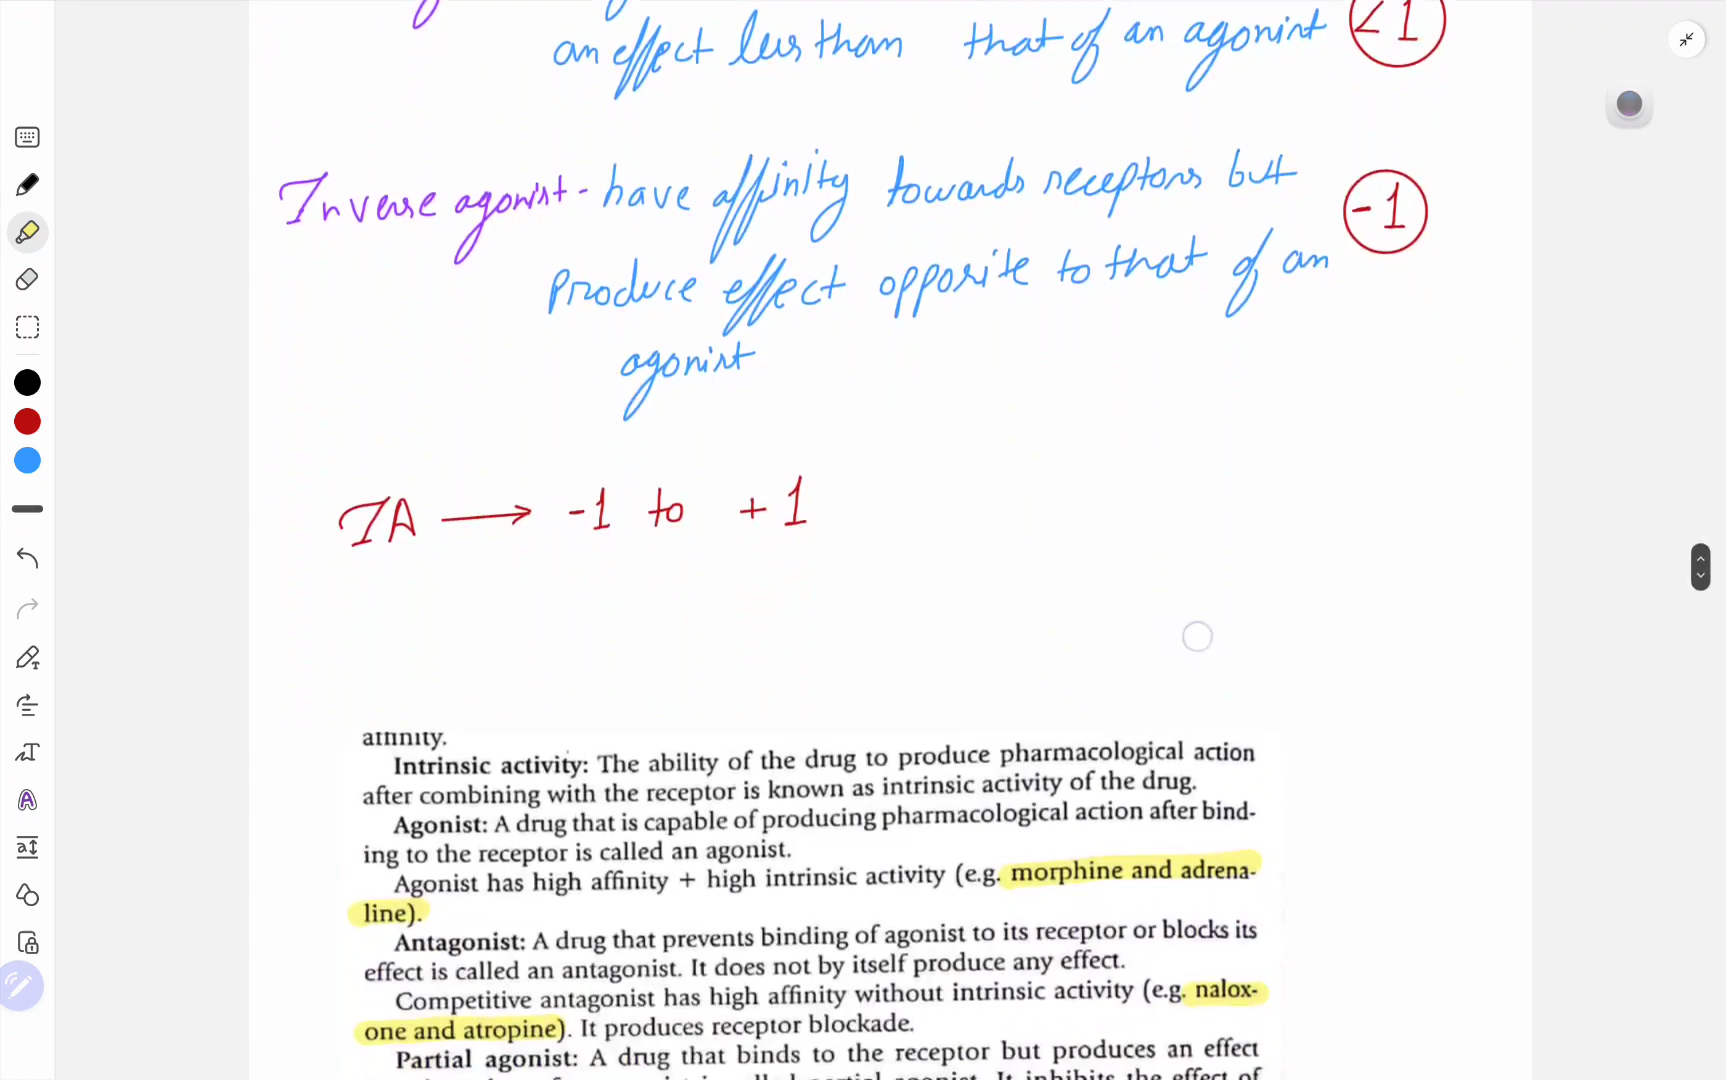 an effect less than that of an agonist <1
Inverse agonist - have affinity towards receptors but -1
Produce effect opposite to that of an
agonist
IA → -1 to +1
affinity.
Intrinsic activity: The ability of the drug to produce pharmacological action
after combining with the receptor is known as intrinsic activity of the drug.
Agonist: A drug that is capable of producing pharmacological action after bind-
ing to the receptor is called an agonist.
Agonist has high affinity + high intrinsic activity (e.g. morphine and adrena-
line).
Antagonist: A drug that prevents binding of agonist to its receptor or blocks its
effect is called an antagonist. It does not by itself produce any effect.
Competitive antagonist has high affinity without intrinsic activity (e.g. nalox-
one and atropine). It produces receptor blockade.
Partial agonist: A drug that binds to the receptor but produces an effect
partial agonist. It inhibits the effect of